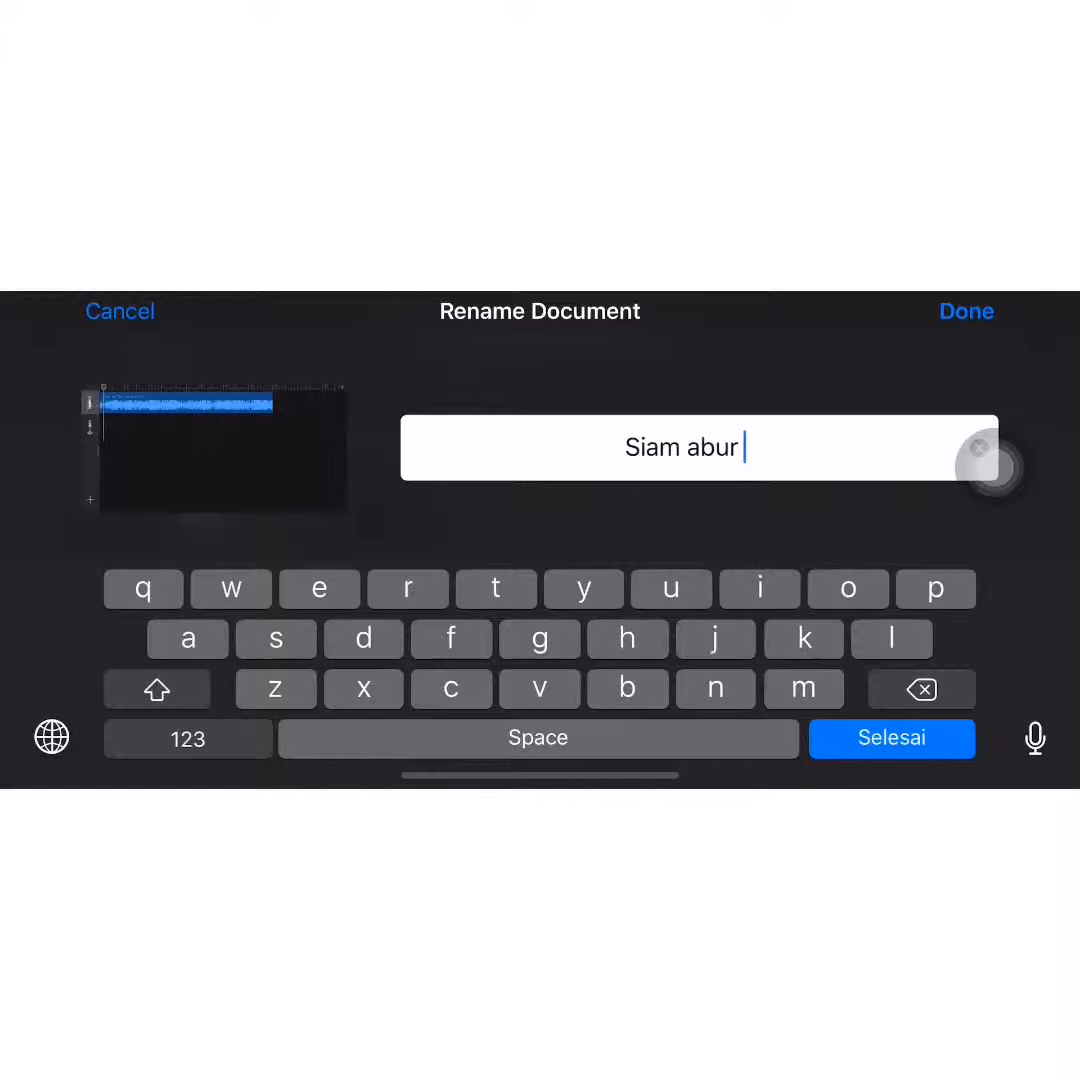 Cancel Rename Document Done
Siam abur
q w e r t y u i o p
a s d f g h j k l
z x c v b n m
123 Space Selesai